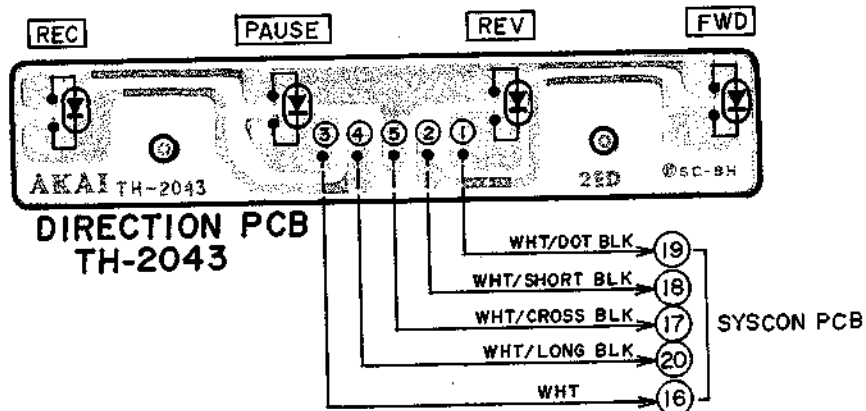 REC PAUSE REV FWD
3 4 5 2 1
AKAI TH-2043 2ED ℗SC-8H
DIRECTION PCB
TH-2043
WHT/DOT BLK 19
WHT/SHORT BLK 18
WHT/CROSS BLK 17
SYSCON PCB
WHT/LONG BLK 20
WHT 16